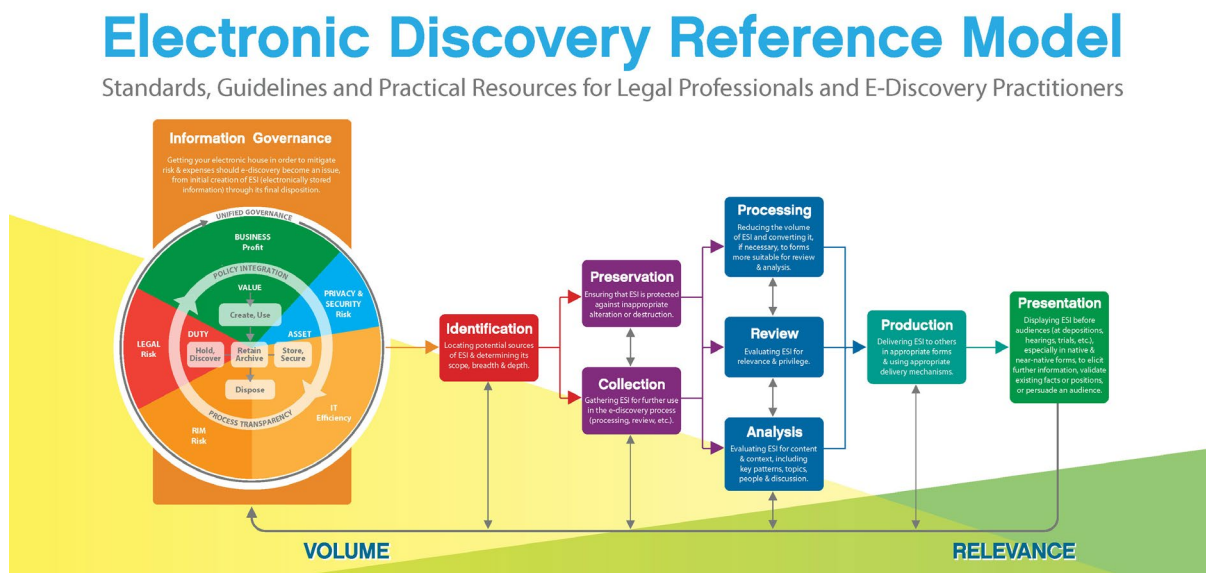 Electronic Discovery Reference Model
Standards, Guidelines and Practical Resources for Legal Professionals and E-Discovery Practitioners
Information Governance
Getting your electronic house in order to mitigate
risk & expenses should e-discovery become an issue,
from initial creation of ESI (electronically stored
information) through its final disposition.
UNIFIED GOVERNANCE
BUSINESS
Profit
POLICY INTEGRATION
VALUE
Create, Use
PRIVACY &
SECURITY
Risk
LEGAL
Risk
DUTY
ASSET
Hold,
Discover
Retain
Archive
Store,
Secure
Dispose
PROCESS TRANSPARENCY
RIM
Risk
IT
Efficiency
Identification
Locating potential sources
of ESI & determining its
scope, breadth & depth.
Preservation
Ensuring that ESI is protected
against inappropriate
alteration or destruction.
Collection
Gathering ESI for further use
in the e-discovery process
(processing, review, etc.).
Processing
Reducing the volume
of ESI and converting it,
if necessary, to forms
more suitable for review
& analysis.
Review
Evaluating ESI for
relevance & privilege.
Analysis
Evaluating ESI for content
& context, including
key patterns, topics,
people & discussion.
Production
Delivering ESI to others
in appropriate forms
& using appropriate
delivery mechanisms.
Presentation
Displaying ESI before
audiences (at depositions,
hearings, trials, etc.),
especially in native &
near-native forms, to elicit
further information, validate
existing facts or positions,
or persuade an audience.
VOLUME
RELEVANCE